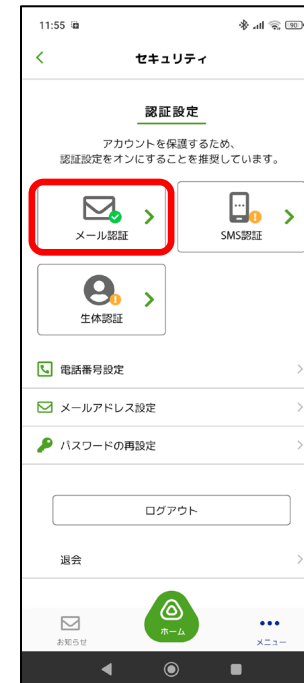 11:55
90
セキュリティ
認証設定
アカウントを保護するため、
認証設定をオンにすることを推奨しています。
メール認証
SMS認証
生体認証
電話番号設定
メールアドレス設定
パスワードの再設定
ログアウト
退会
お知らせ
ホーム
メニュー